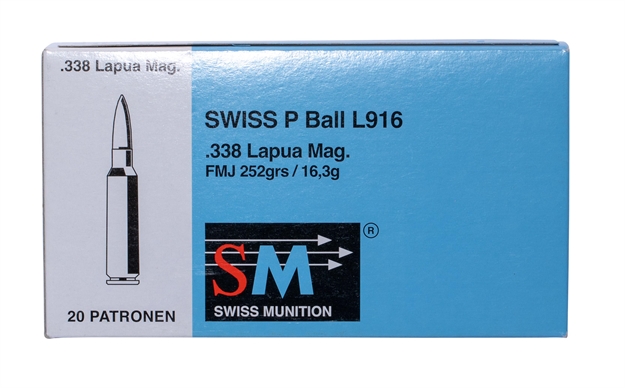 .338 Lapua Mag.
20 PATRONEN
SWISS P Ball L916
.338 Lapua Mag.
FMJ 252grs / 16,3g
SM ®
SWISS MUNITION